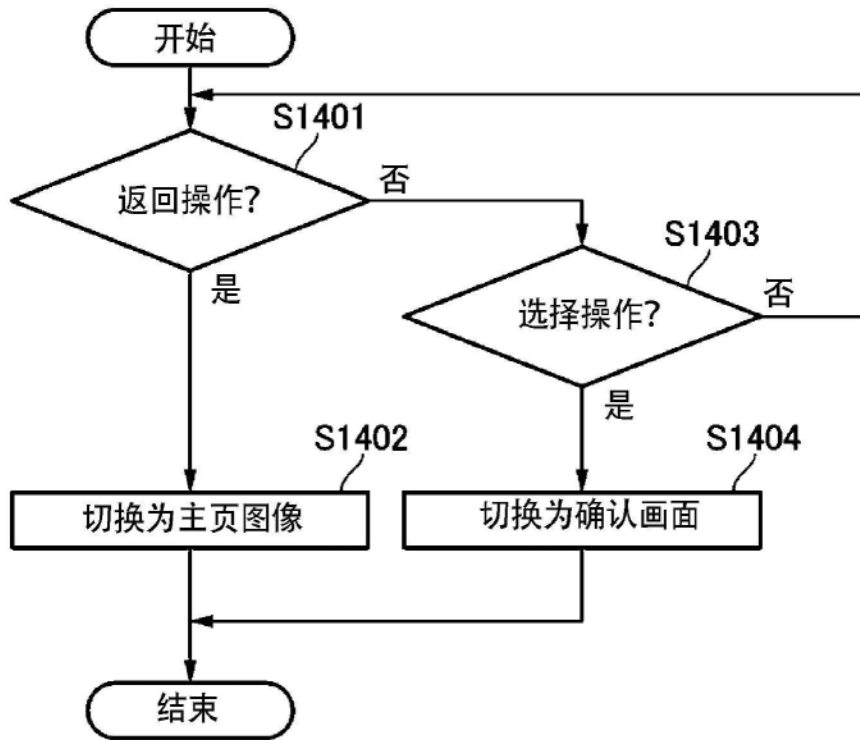 开始
S1401
返回操作?
否
是
S1403
选择操作?
否
是
S1402
切换为主页图像
S1404
切换为确认画面
结束